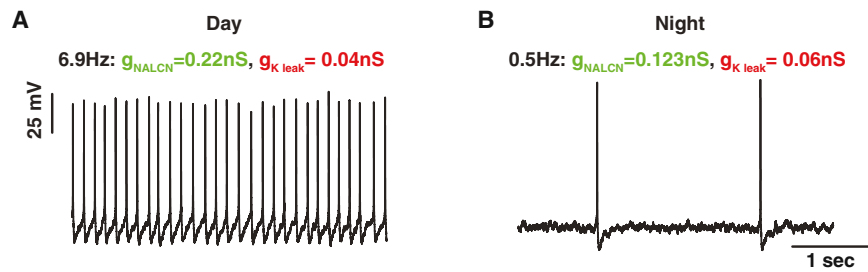 A
Day
6.9Hz: gNALCN=0.22nS, gK leak= 0.04nS
25 mV
B
Night
0.5Hz: gNALCN=0.123nS, gK leak= 0.06nS
1 sec